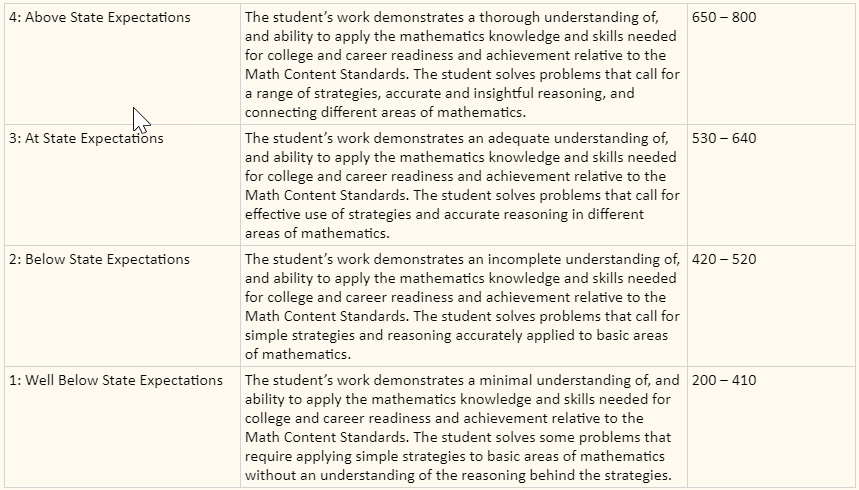 4: Above State Expectations
The student’s work demonstrates a thorough understanding of,
and ability to apply the mathematics knowledge and skills needed
for college and career readiness and achievement relative to the
Math Content Standards. The student solves problems that call for
a range of strategies, accurate and insightful reasoning, and
connecting different areas of mathematics.
650 – 800
3: At State Expectations
The student’s work demonstrates an adequate understanding of,
and ability to apply the mathematics knowledge and skills needed
for college and career readiness and achievement relative to the
Math Content Standards. The student solves problems that call for
effective use of strategies and accurate reasoning in different
areas of mathematics.
530 – 640
2: Below State Expectations
The student’s work demonstrates an incomplete understanding of,
and ability to apply the mathematics knowledge and skills needed
for college and career readiness and achievement relative to the
Math Content Standards. The student solves problems that call for
simple strategies and reasoning accurately applied to basic areas
of mathematics.
420 – 520
1: Well Below State Expectations
The student’s work demonstrates a minimal understanding of, and
ability to apply the mathematics knowledge and skills needed for
college and career readiness and achievement relative to the
Math Content Standards. The student solves some problems that
require applying simple strategies to basic areas of mathematics
without an understanding of the reasoning behind the strategies.
200 – 410